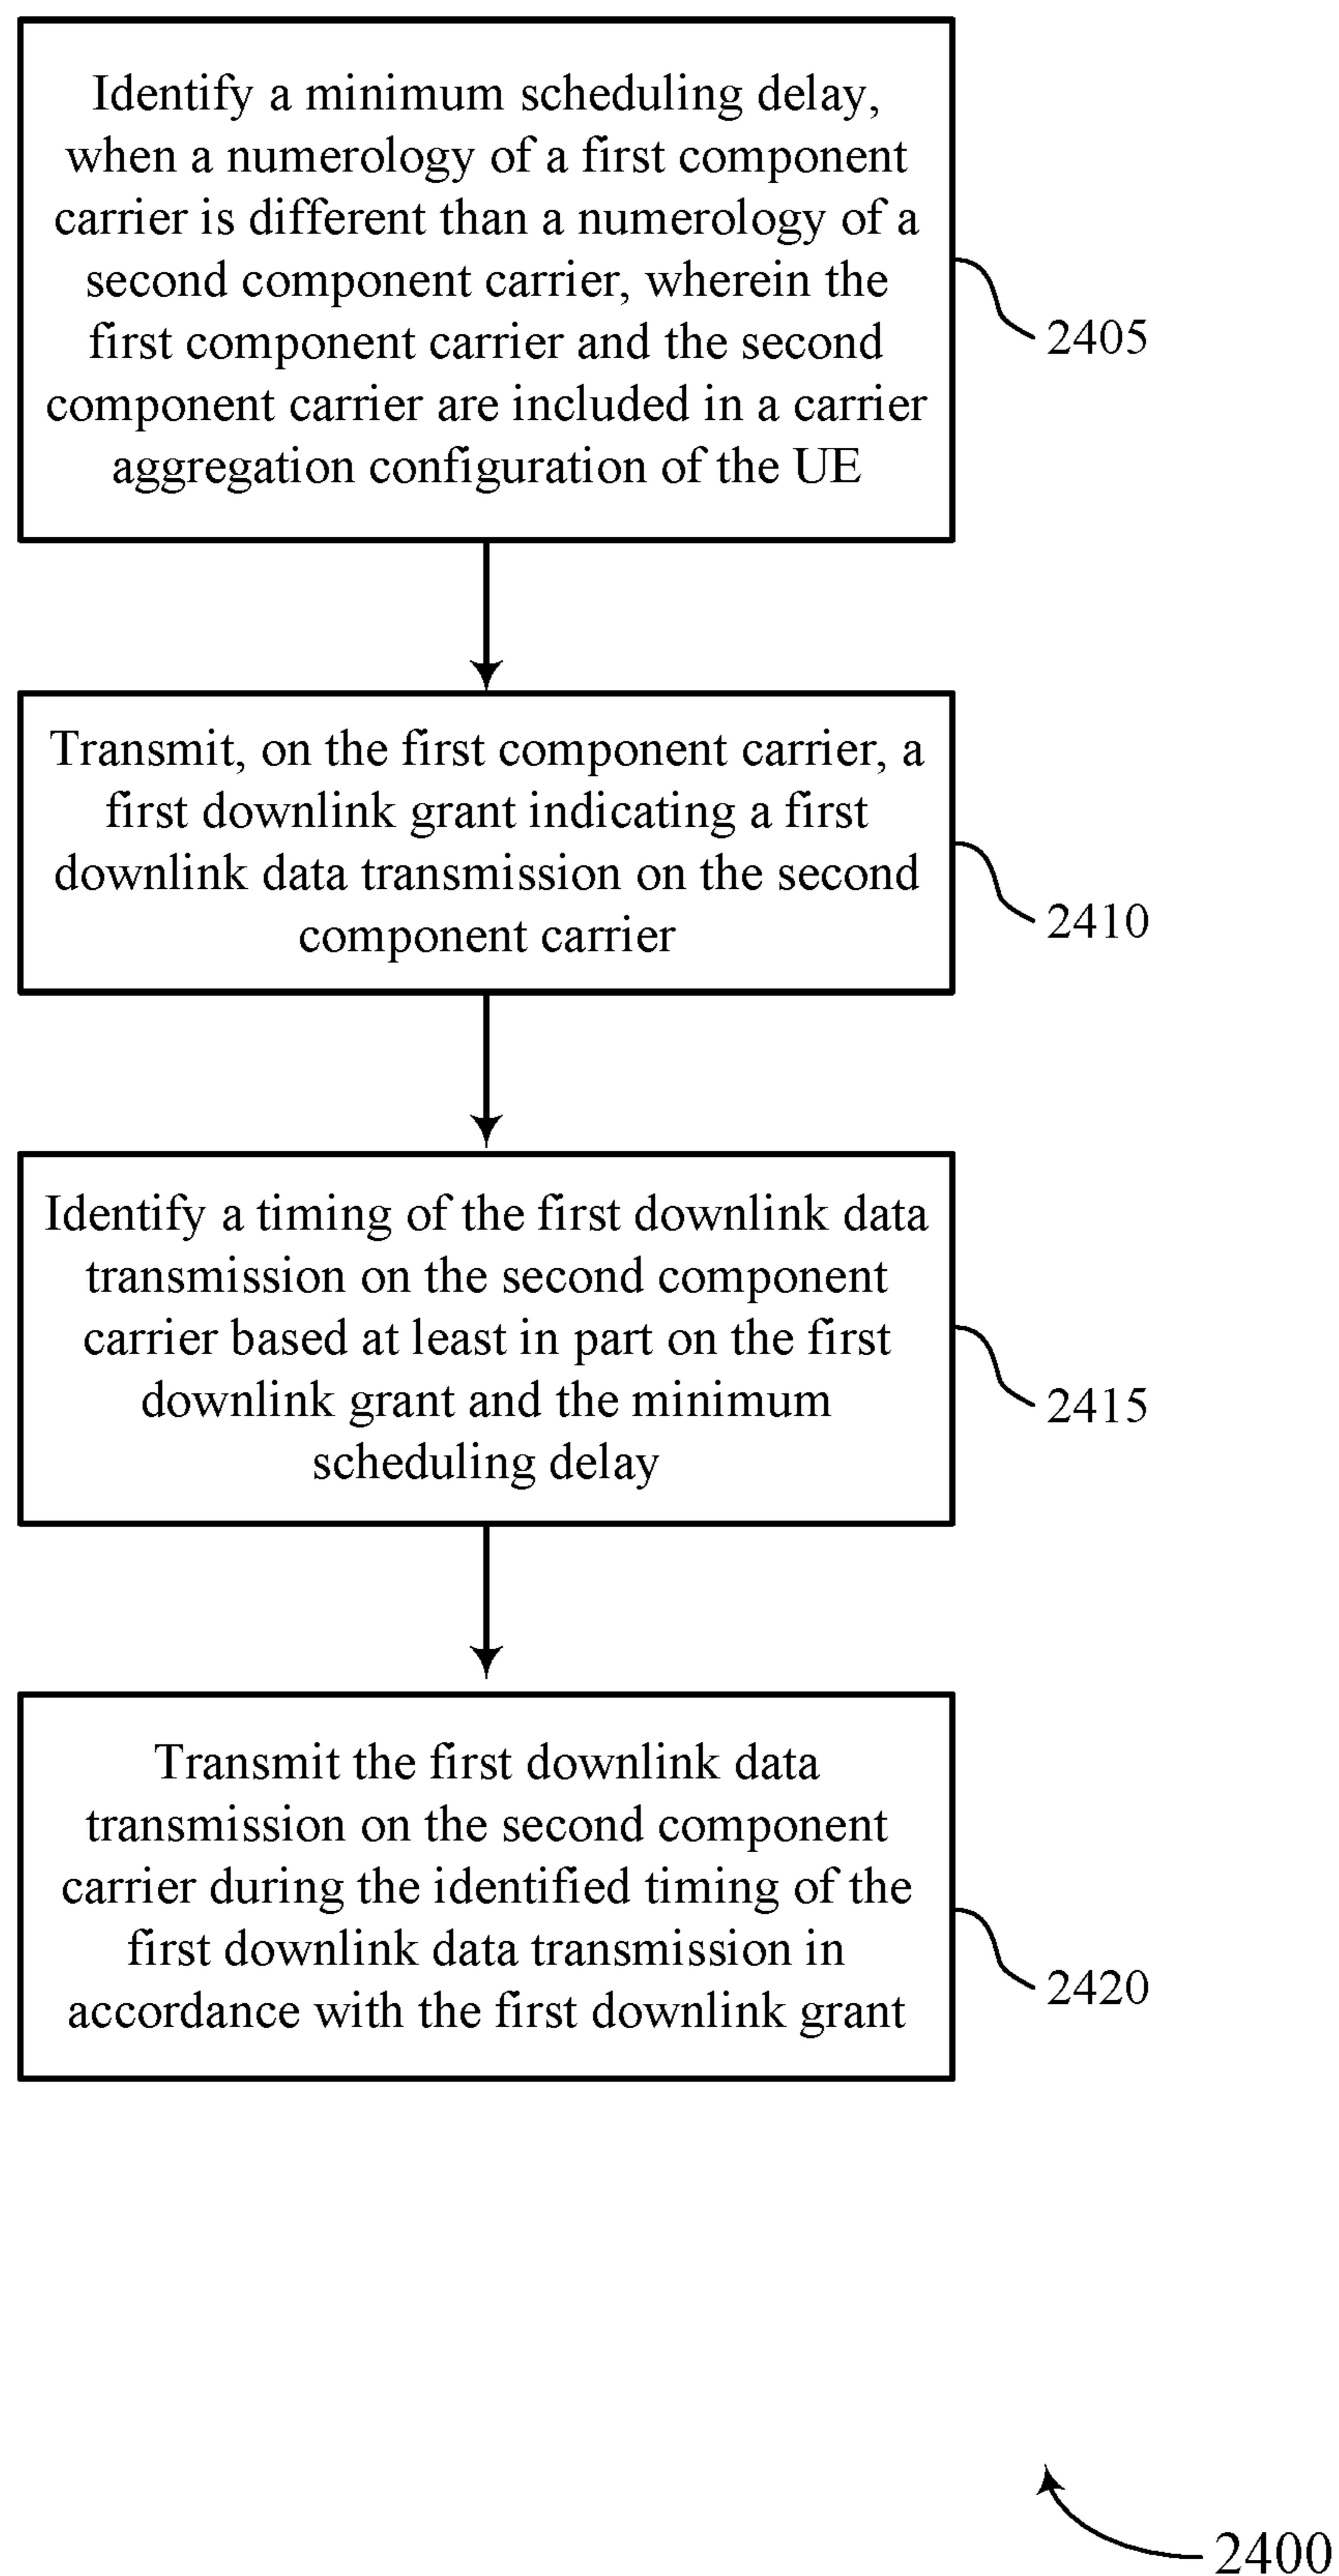 Identify a minimum scheduling delay,
when a numerology of a first component
carrier is different than a numerology of a
second component carrier, wherein the
first component carrier and the second
component carrier are included in a carrier
aggregation configuration of the UE
2405
Transmit, on the first component carrier, a
first downlink grant indicating a first
downlink data transmission on the second
component carrier
2410
Identify a timing of the first downlink data
transmission on the second component
carrier based at least in part on the first
downlink grant and the minimum
scheduling delay
2415
Transmit the first downlink data
transmission on the second component
carrier during the identified timing of the
first downlink data transmission in
accordance with the first downlink grant
2420
2400